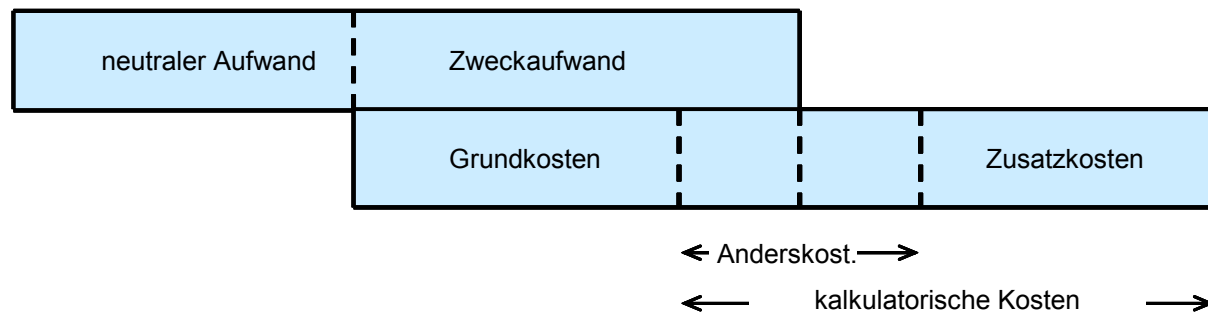 neutraler Aufwand Zweckaufwand
Grundkosten Zusatzkosten
Anderskost.
kalkulatorische Kosten